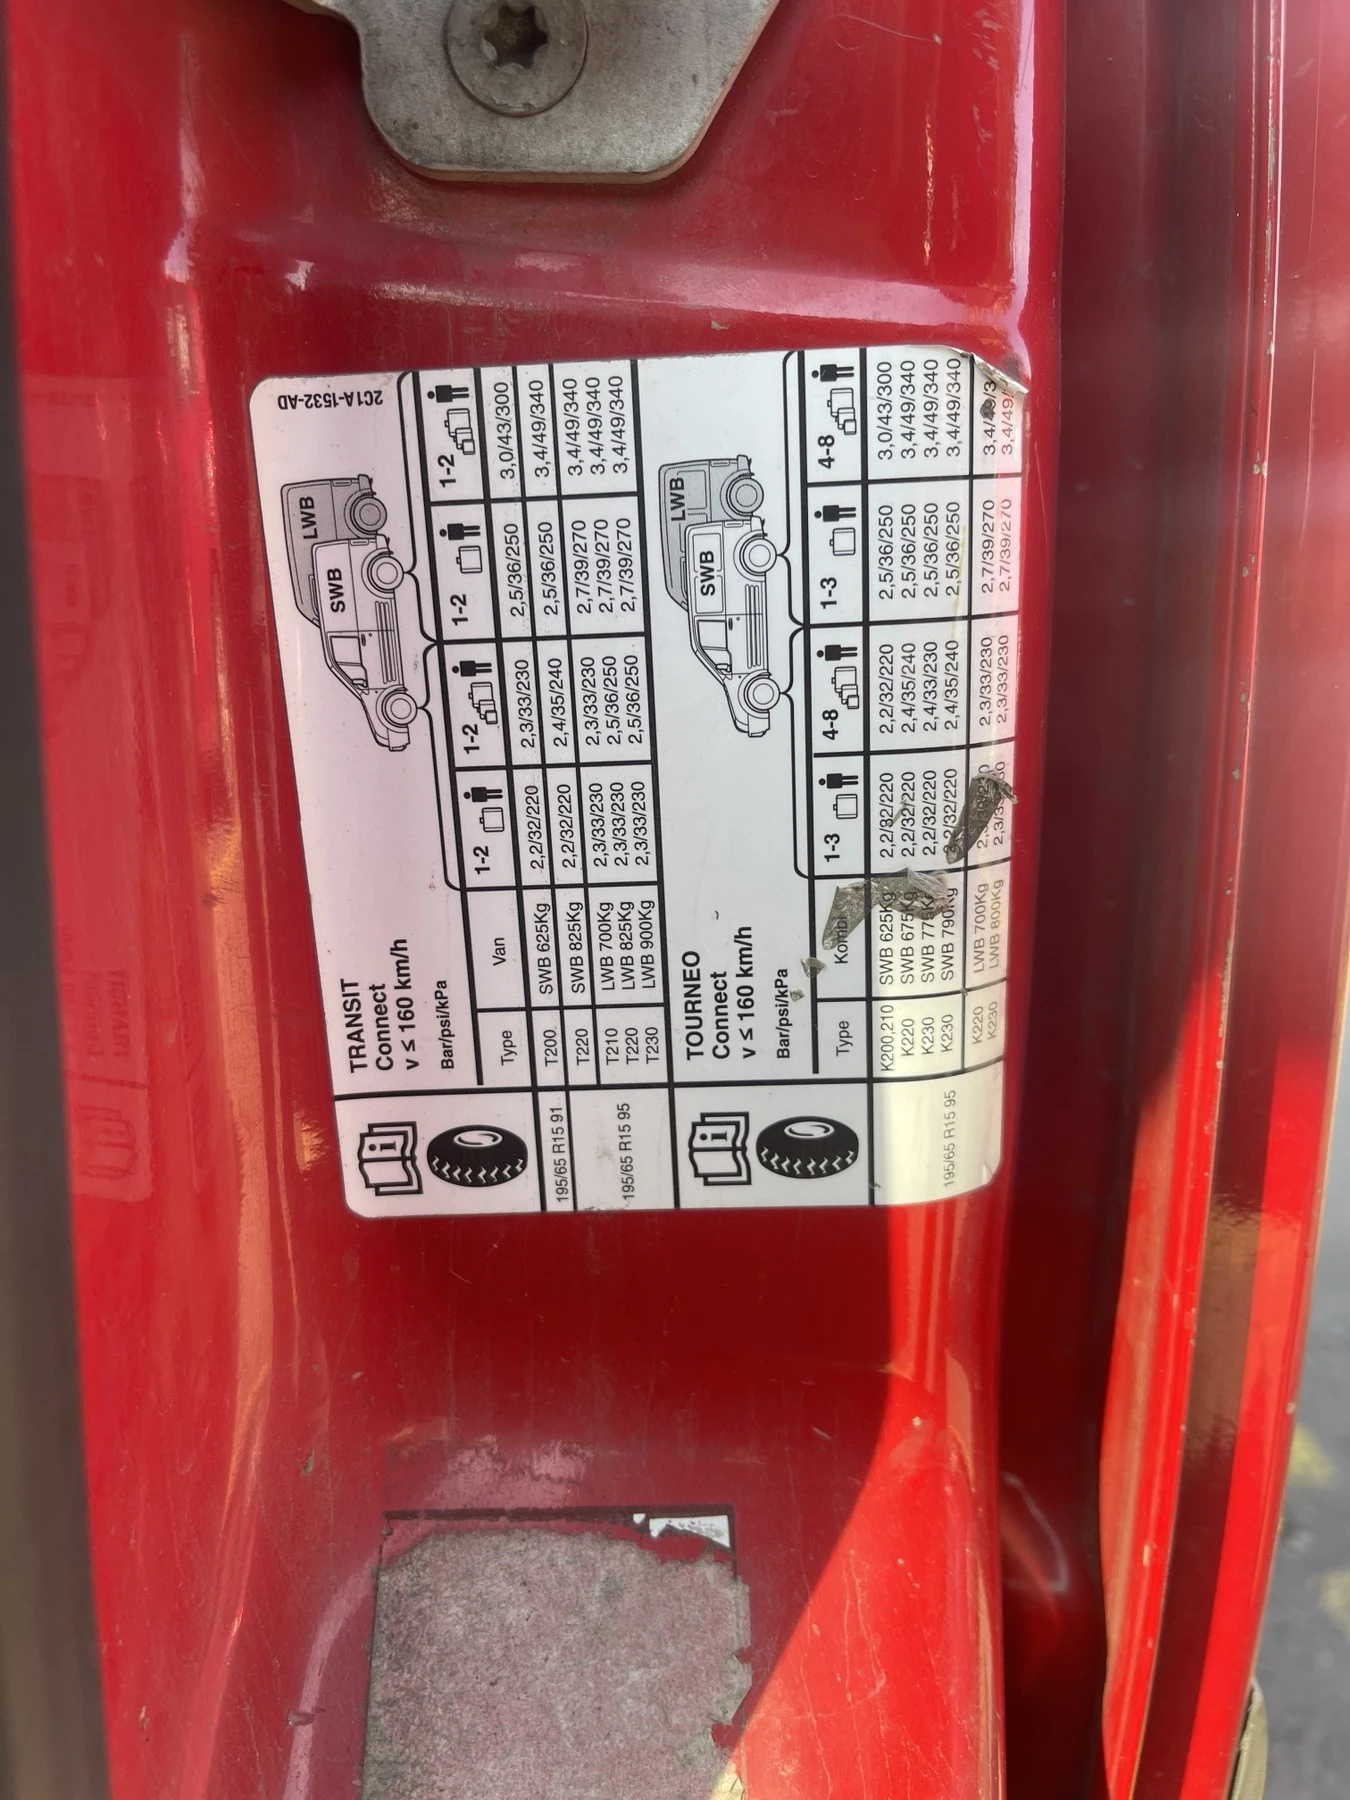 2C1A-1532-AD
LWB
SWB
TRANSIT
Connect
v ≤ 160 km/h
Bar/psi/kPa
1-2 1-2 1-2 1-2
Type Van
195/65 R15 91 T200 SWB 625Kg 2,2/32/220 2,3/33/230 2,5/36/250 3,0/43/300
T220 SWB 825Kg 2,2/32/220 2,4/35/240 2,5/36/250 3,4/49/340
T210 LWB 700Kg 2,3/33/230 2,3/33/230 2,7/39/270 3,4/49/340
195/65 R15 95 T220 LWB 825Kg 2,3/33/230 2,5/36/250 2,7/39/270 3,4/49/340
T230 LWB 900Kg 2,3/33/230 2,5/36/250 2,7/39/270 3,4/49/340
LWB
SWB
TOURNEO
Connect
v ≤ 160 km/h
Bar/psi/kPa
1-3 4-8 1-3 4-8
Type Kombi
K200,210 SWB 625Kg 2,2/32/220 2,2/32/220 2,5/36/250 3,0/43/300
K220 SWB 675Kg 2,2/32/220 2,4/35/240 2,5/36/250 3,4/49/340
K230 SWB 775Kg 2,2/32/220 2,4/33/230 2,5/36/250 3,4/49/340
195/65 R15 95 K230 SWB 790Kg 2,2/32/220 2,4/35/240 2,5/36/250 3,4/49/340
K220 LWB 700Kg 2,3/33/230 2,7/39/270
K230 LWB 800Kg 2,3/33/230 2,7/39/270